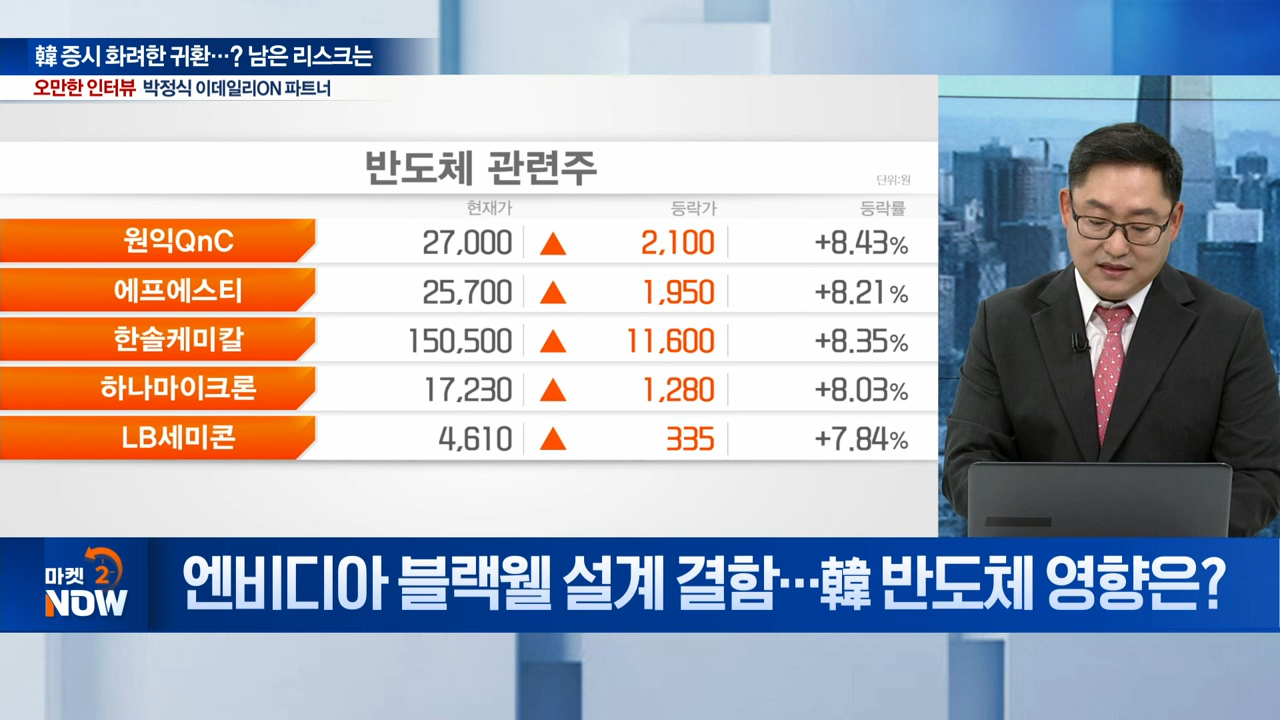 韓 증시 화려한 귀환…? 남은 리스크는
오만한 인터뷰 박정식 이데일리ON 파트너
반도체 관련주
단위:원
현재가 등락가 등락률
원익QnC 27,000 ▲ 2,100 +8.43%
에프에스티 25,700 ▲ 1,950 +8.21%
한솔케미칼 150,500 ▲ 11,600 +8.35%
하나마이크론 17,230 ▲ 1,280 +8.03%
LB세미콘 4,610 ▲ 335 +7.84%
마켓 2
NOW
엔비디아 블랙웰 설계 결함…韓 반도체 영향은?